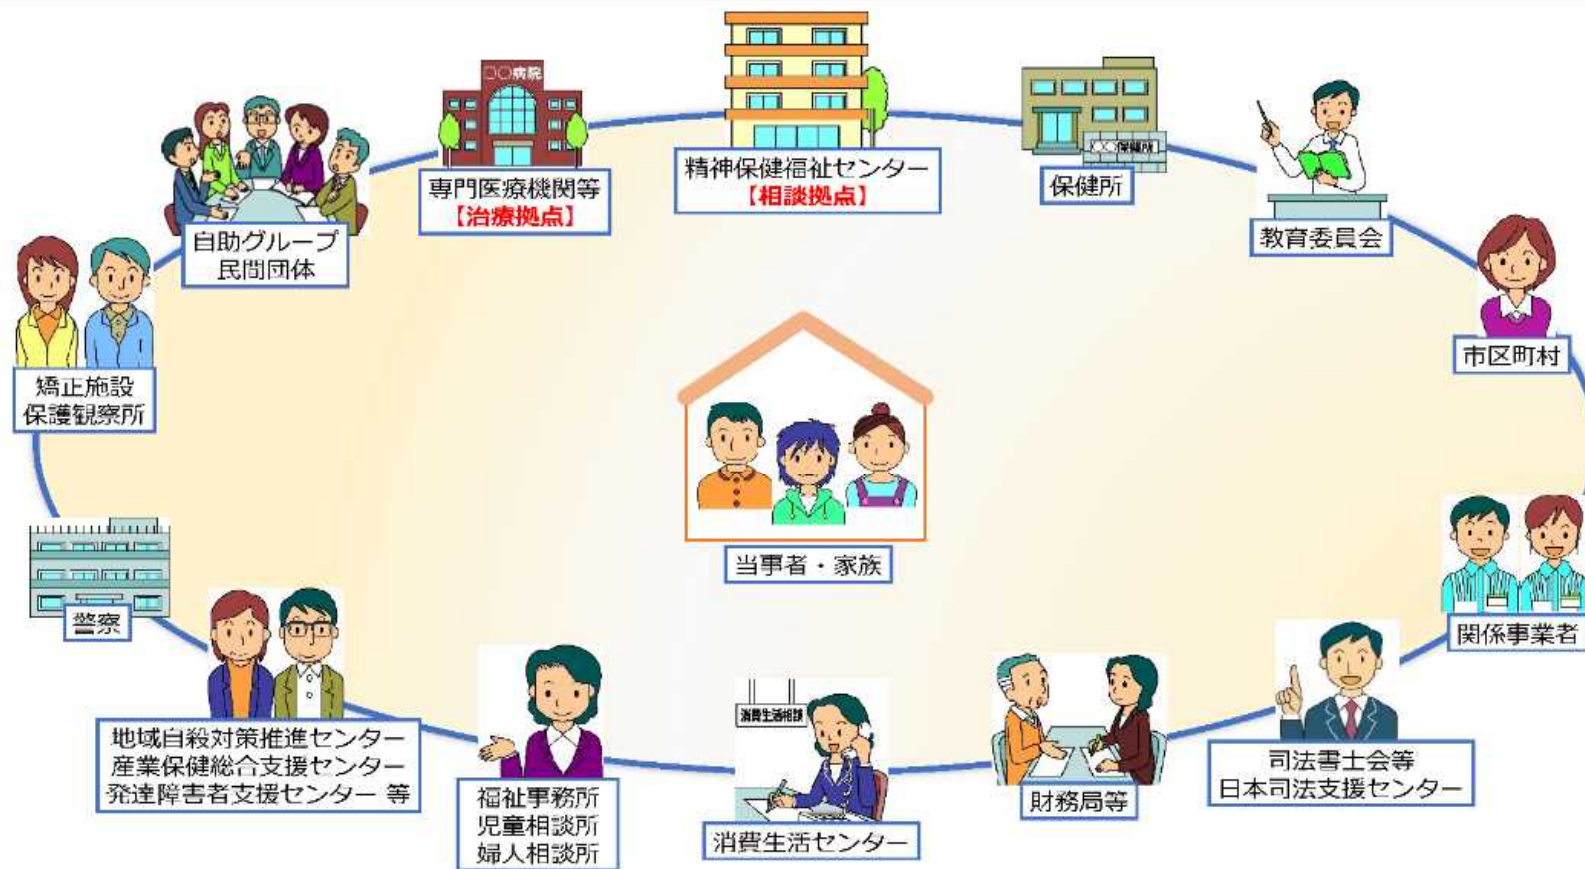 〇〇病院
専門医療機関等
【治療拠点】
精神保健福祉センター
【相談拠点】
〇〇保健所
保健所
教育委員会
自助グループ
民間団体
市区町村
矯正施設
保護観察所
当事者・家族
警察
関係事業者
地域自殺対策推進センター
産業保健総合支援センター
発達障害者支援センター 等
福祉事務所
児童相談所
婦人相談所
消費生活相談
消費生活センター
財務局等
司法書士会等
日本司法支援センター